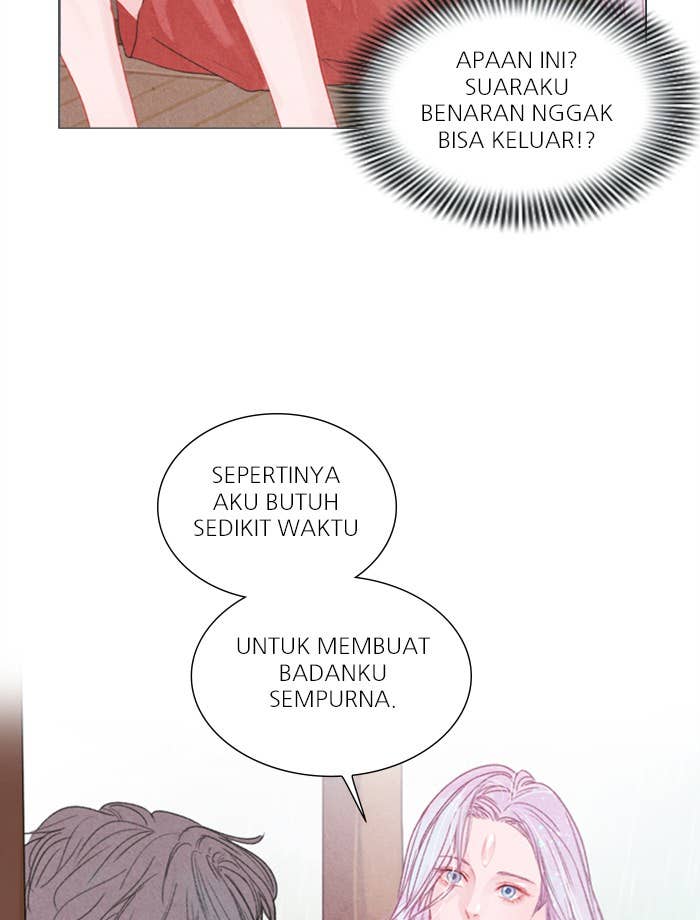 APAAN INI?
SUARAKU
BENARAN NGGAK
BISA KELUAR!?
SEPERTINYA
AKU BUTUH
SEDIKIT WAKTU
UNTUK MEMBUAT
BADANKU
SEMPURNA.